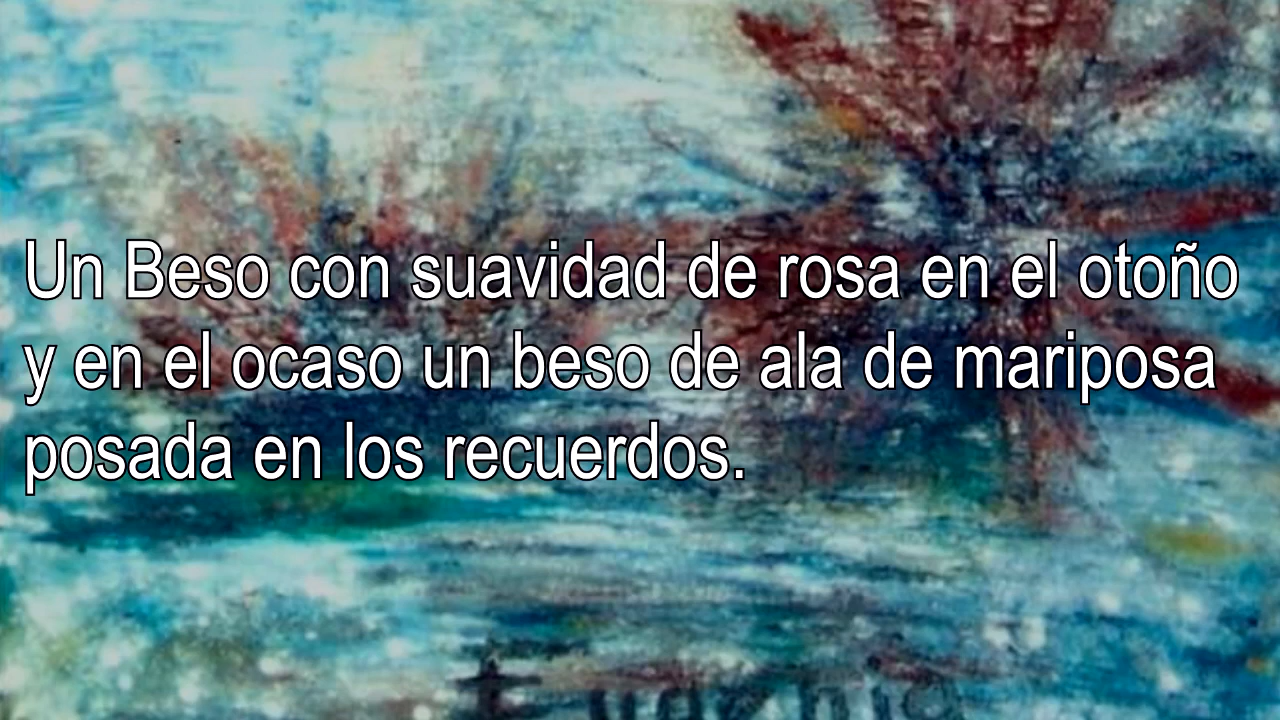 Un Beso con suavidad de rosa en el otoño
y en el ocaso un beso de ala de mariposa
posada en los recuerdos.